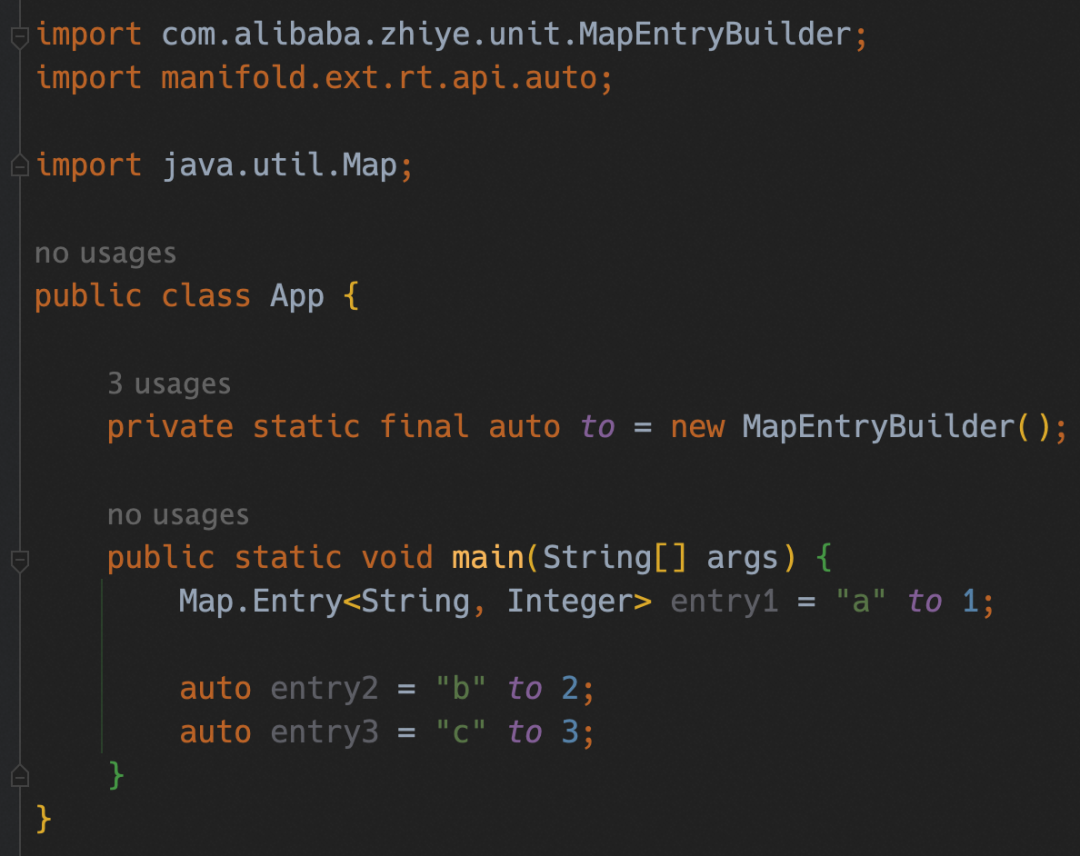 import com.alibaba.zhiye.unit.MapEntryBuilder;
import manifold.ext.rt.api.auto;
import java.util.Map;
no usages
public class App {
3 usages
private static final auto to = new MapEntryBuilder();
no usages
public static void main(String[] args) {
Map.Entry<String, Integer> entry1 = "a" to 1;
auto entry2 = "b" to 2;
auto entry3 = "c" to 3;
}
}